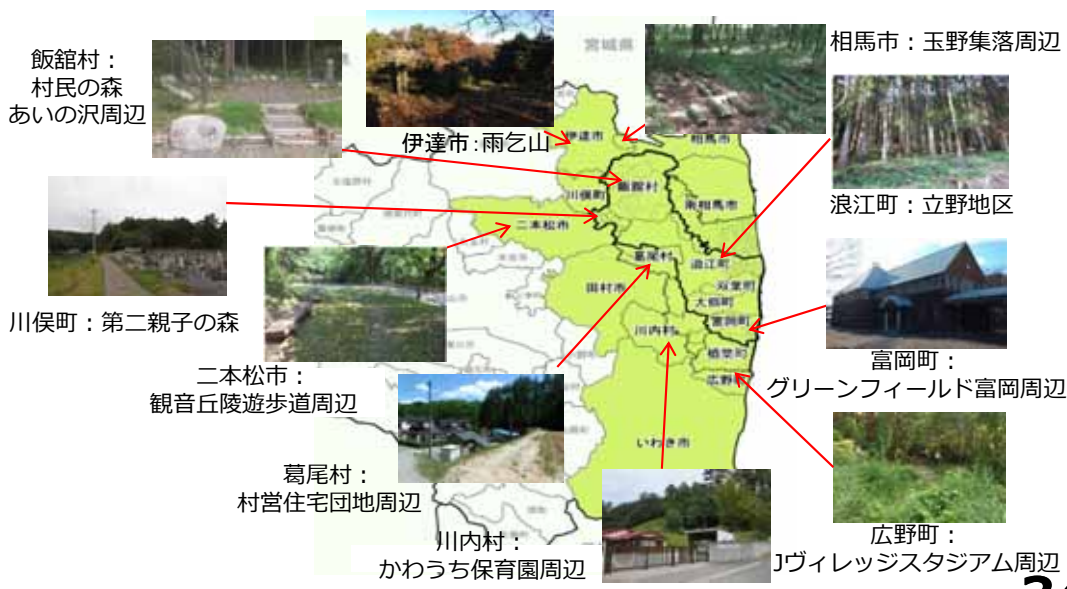 飯舘村：
村民の森
あいの沢周辺
伊達市：雨乞山
相馬市：玉野集落周辺
浪江町：立野地区
川俣町：第二親子の森
富岡町：
グリーンフィールド富岡周辺
二本松市：
観音丘陵遊歩道周辺
葛尾村：
村営住宅団地周辺
川内村：
かわうち保育園周辺
広野町：
Jヴィレッジスタジアム周辺
宮城県
伊達市
相馬市
川俣町
飯舘村
南相馬市
二本松市
葛尾村
浪江町
双葉町
田村市
大熊町
富岡町
川内村
楢葉町
広野町
いわき市